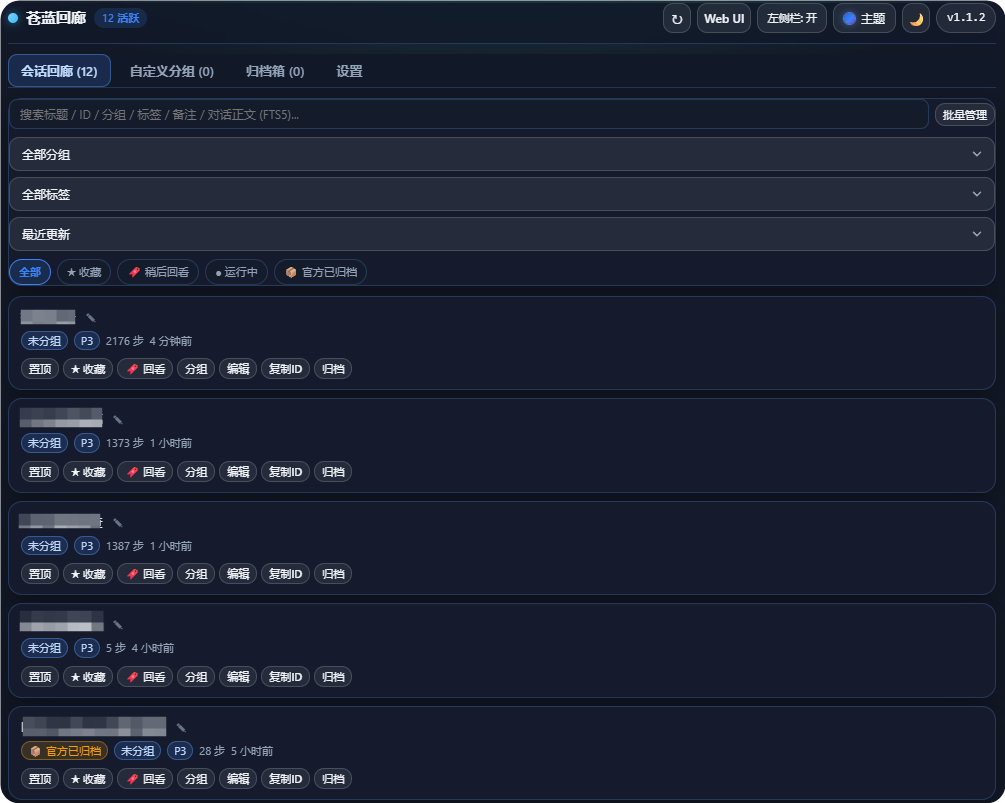 苍蓝回廊 12 活跃 ↻ Web UI 左侧栏: 开 主题 v1.1.2
会话回廊 (12) 自定义分组 (0) 归档箱 (0) 设置
搜索标题 / ID / 分组 / 标签 / 备注 / 对话正文 (FTS5)... 批量管理
全部分组
全部标签
最近更新
全部 ★ 收藏 稍后回看 ● 运行中 官方已归档
未分组 P3 2176 步 4 分钟前
置顶 ★ 收藏 回看 分组 编辑 复制ID 归档
未分组 P3 1373 步 1 小时前
置顶 ★ 收藏 回看 分组 编辑 复制ID 归档
未分组 P3 1387 步 1 小时前
置顶 ★ 收藏 回看 分组 编辑 复制ID 归档
未分组 P3 5 步 4 小时前
置顶 ★ 收藏 回看 分组 编辑 复制ID 归档
官方已归档 未分组 P3 28 步 5 小时前
置顶 ★ 收藏 回看 分组 编辑 复制ID 归档